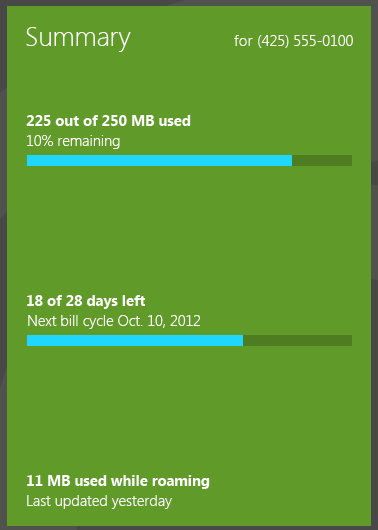 Summary for (425) 555-0100
225 out of 250 MB used
10% remaining
18 of 28 days left
Next bill cycle Oct. 10, 2012
11 MB used while roaming
Last updated yesterday